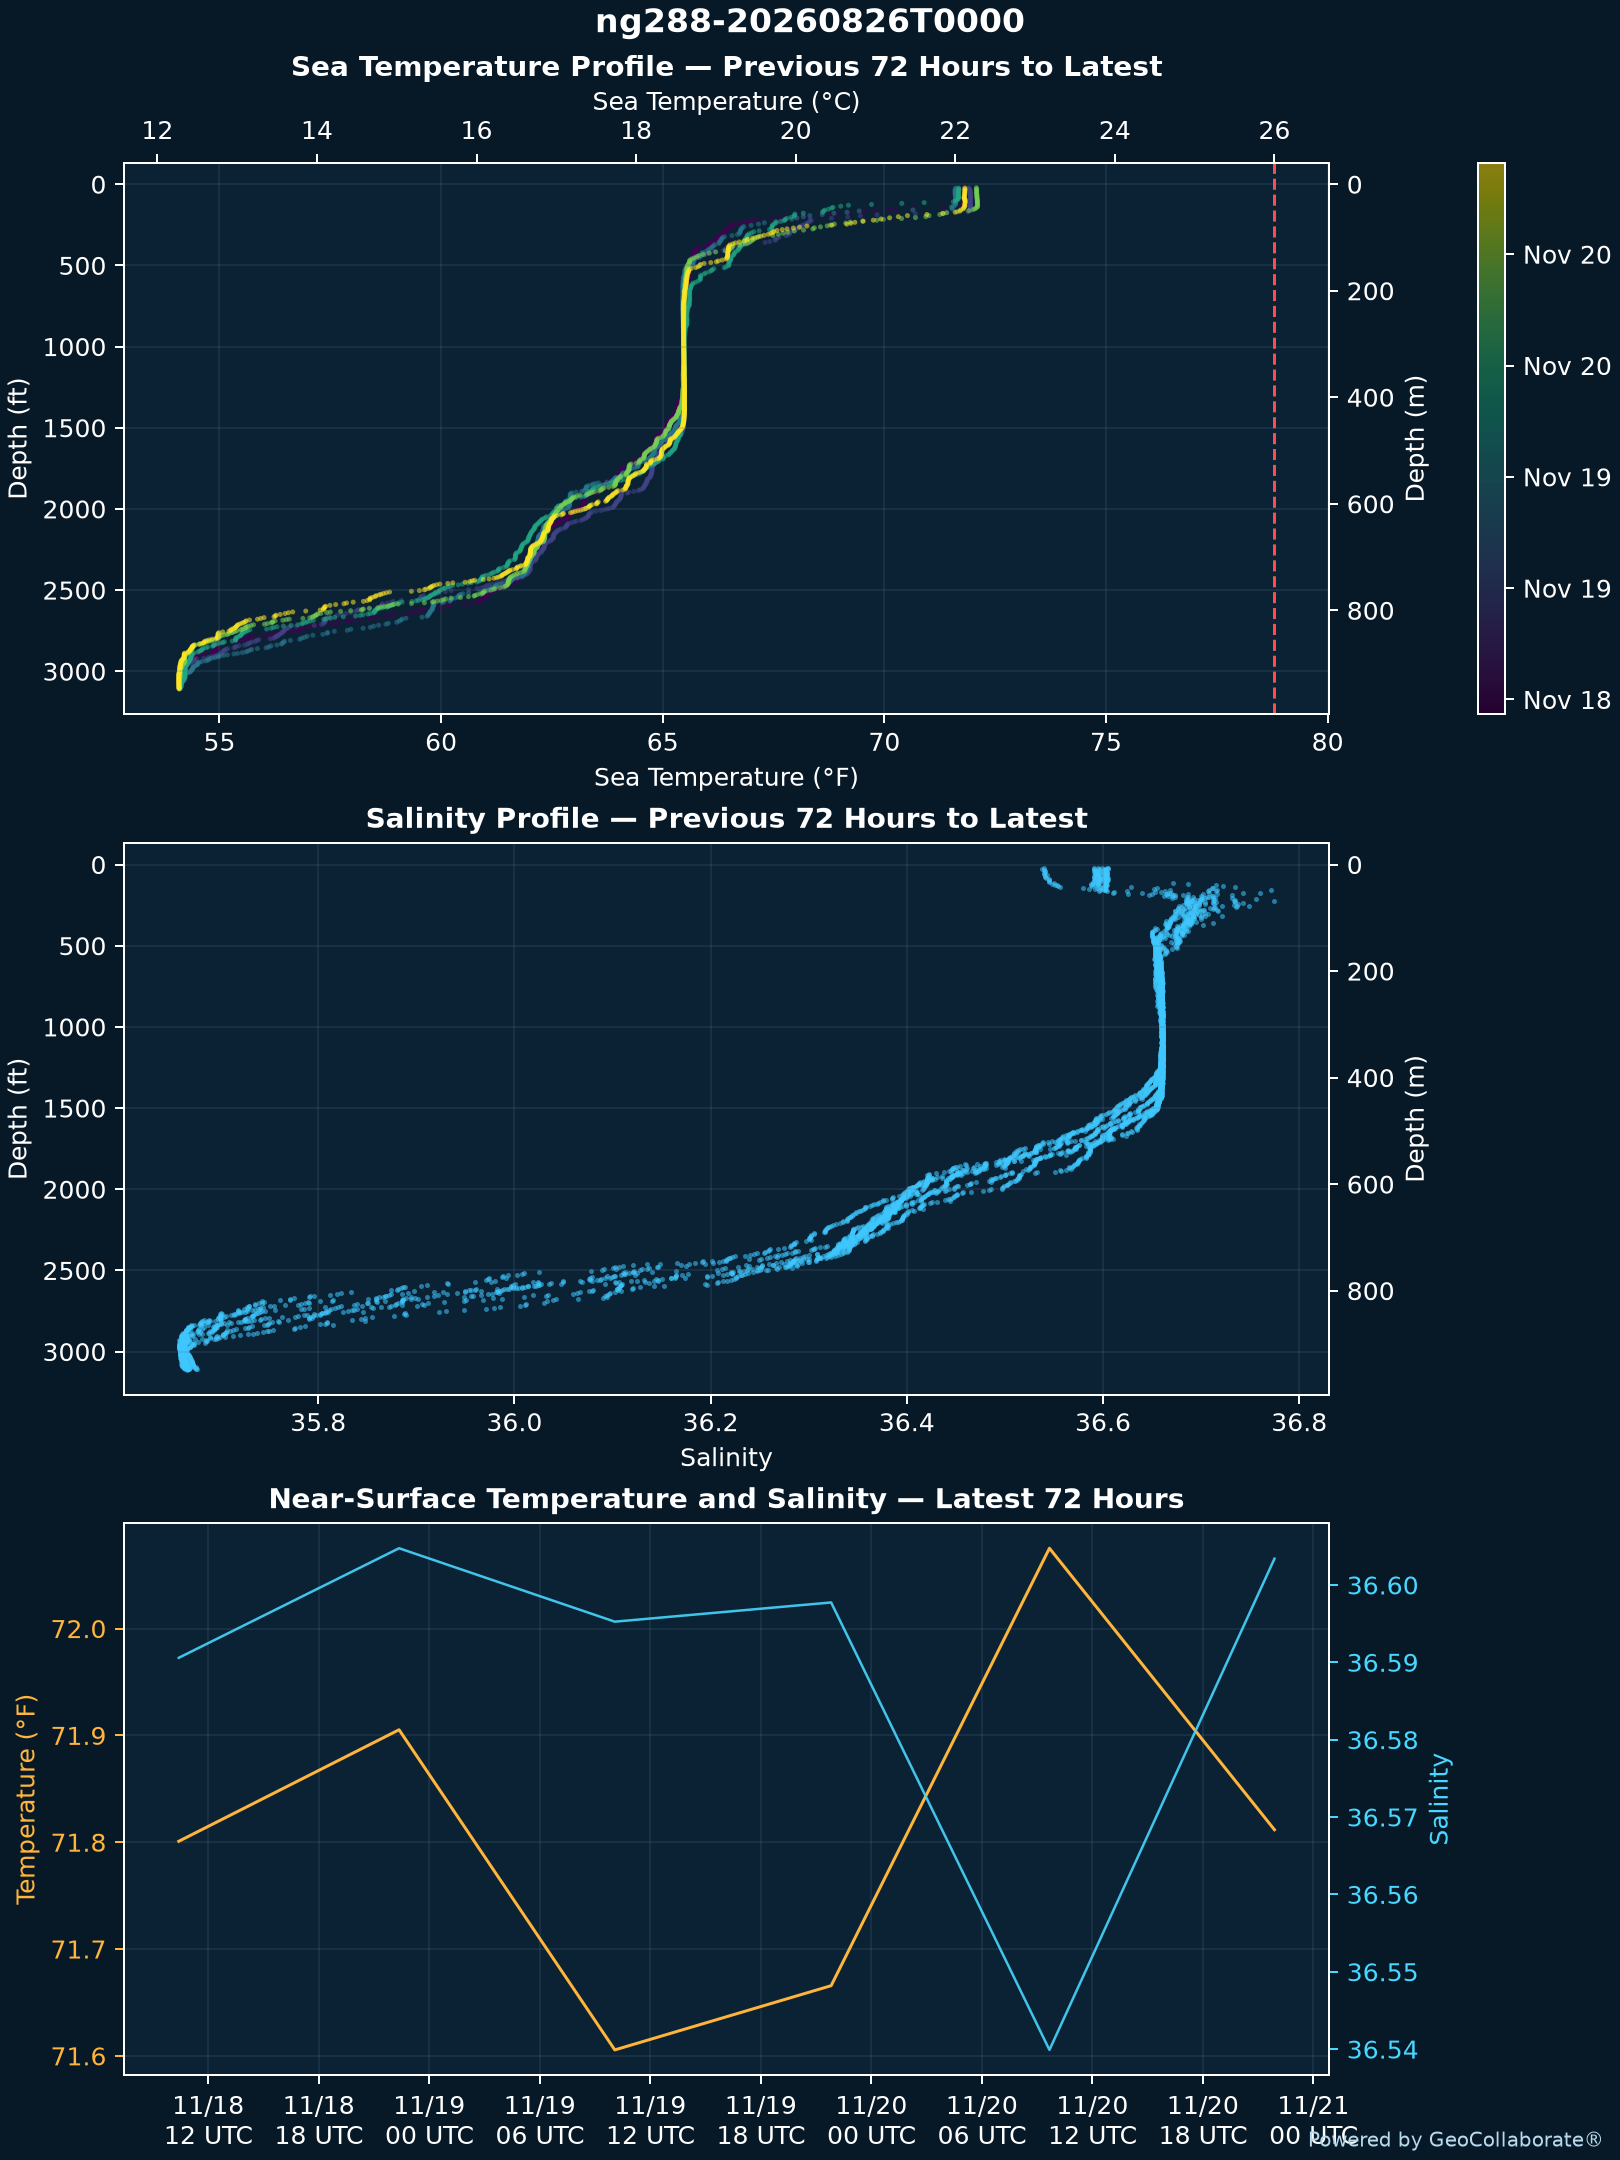 ng288-20260826T0000
Sea Temperature Profile — Previous 72 Hours to Latest
Sea Temperature (°C)
12 14 16 18 20 22 24 26
0 500 1000 1500 2000 2500 3000
Depth (ft)
0 200 400 600 800
Depth (m)
Nov 20
Nov 20
Nov 19
Nov 19
Nov 18
55 60 65 70 75 80
Sea Temperature (°F)
Salinity Profile — Previous 72 Hours to Latest
0 500 1000 1500 2000 2500 3000
Depth (ft)
0 200 400 600 800
Depth (m)
35.8 36.0 36.2 36.4 36.6 36.8
Salinity
Near-Surface Temperature and Salinity — Latest 72 Hours
72.0 71.9 71.8 71.7 71.6
Temperature (°F)
36.60 36.59 36.58 36.57 36.56 36.55 36.54
Salinity
11/18 11/18 11/19 11/19 11/19 11/19 11/20 11/20 11/20 11/20 11/21
12 UTC 18 UTC 00 UTC 06 UTC 12 UTC 18 UTC 00 UTC 06 UTC 12 UTC 18 UTC 00 UTC
Powered by GeoCollaborate®